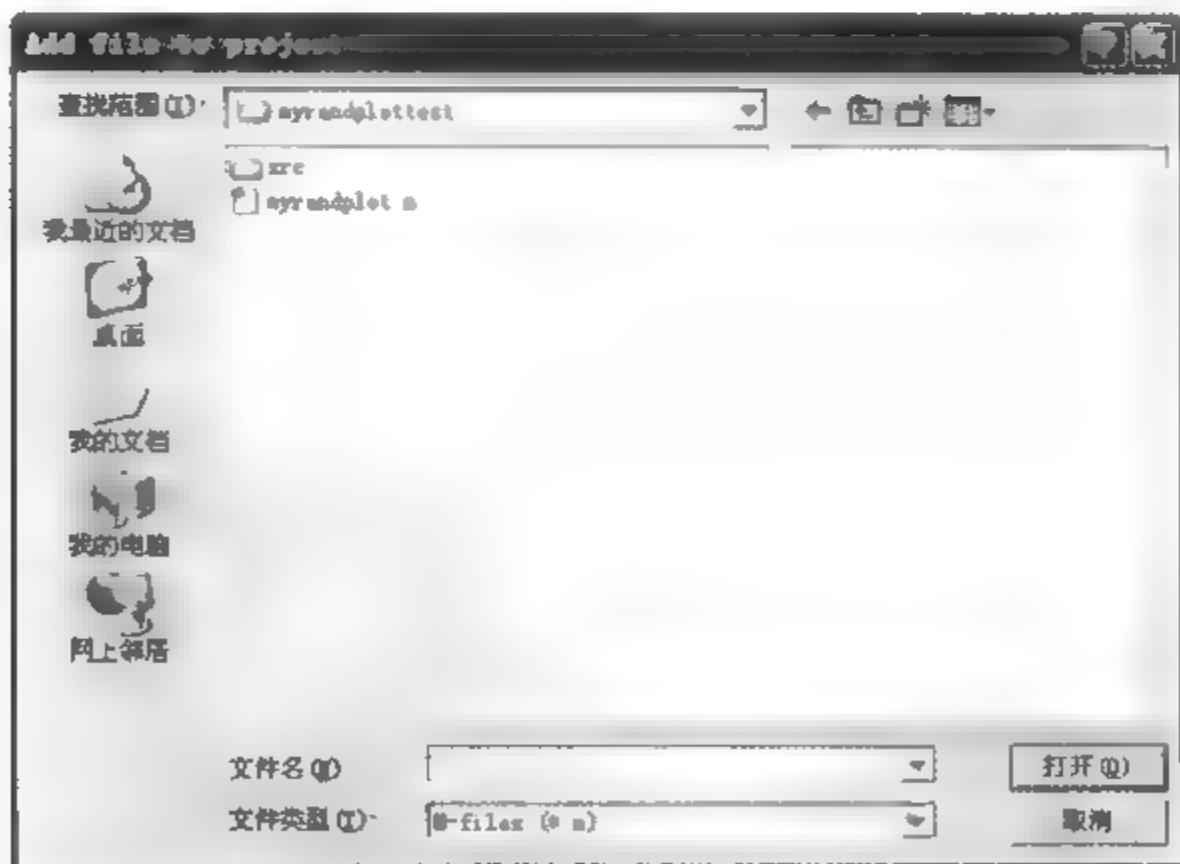 Add file to project
查找范围(I):
myrandplottest
src
myrandplot m
我最近的文档
桌面
我的文档
我的电脑
网上邻居
文件名(N)
打开(O)
文件类型(T):
M-files (* m)
取消